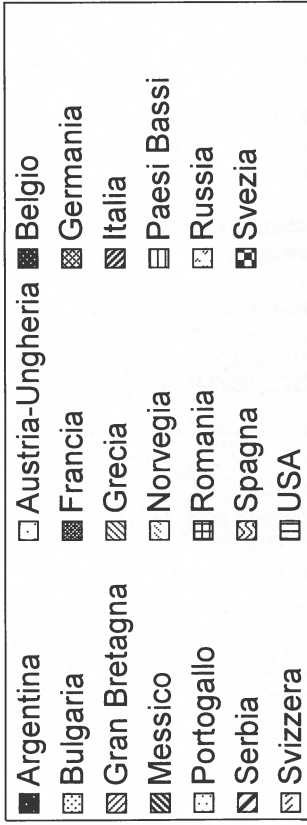 Argentina Austria-Ungheria Belgio
Bulgaria Francia Germania
Gran Bretagna Grecia Italia
Messico Norvegia Paesi Bassi
Portogallo Romania Russia
Serbia Spagna Svezia
Svizzera USA